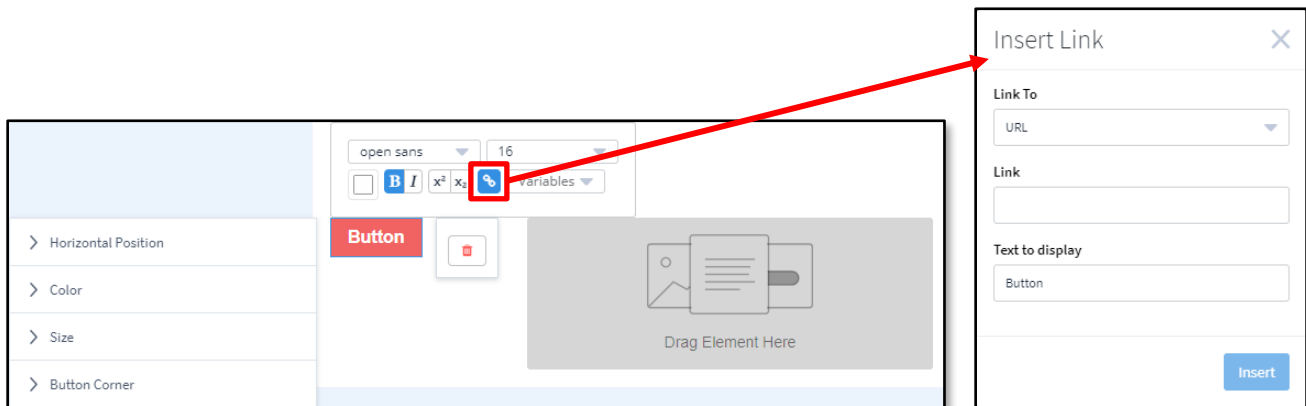 Insert Link
Link To
URL
Link
Text to display
Button
Insert
open sans
16
B I x² x₂ Variables
Button
Horizontal Position
Color
Size
Button Corner
Drag Element Here